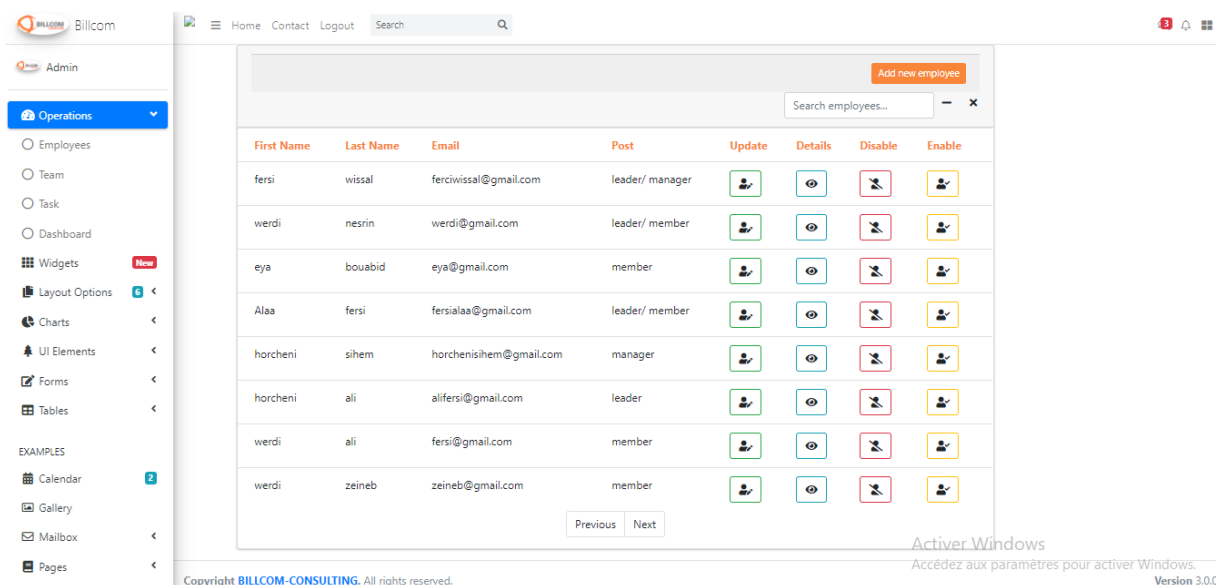 BILLCOM Billcom
Home Contact Logout Search
3
Admin
Add new employee
Search employees...
Operations
Employees
Team
Task
Dashboard
Widgets New
Layout Options 6
Charts
UI Elements
Forms
Tables
EXAMPLES
Calendar 2
Gallery
Mailbox
Pages
First Name Last Name Email Post Update Details Disable Enable
fersi wissal ferciwissal@gmail.com leader/ manager
werdi nesrin werdi@gmail.com leader/ member
eya bouabid eya@gmail.com member
Alaa fersi fersialaa@gmail.com leader/ member
horcheni sihem horchenisihem@gmail.com manager
horcheni ali alifersi@gmail.com leader
werdi ali fersi@gmail.com member
werdi zeineb zeineb@gmail.com member
Previous Next
Activer Windows
Accédez aux paramètres pour activer Windows.
Copyright BILLCOM-CONSULTING. All rights reserved.
Version 3.0.0